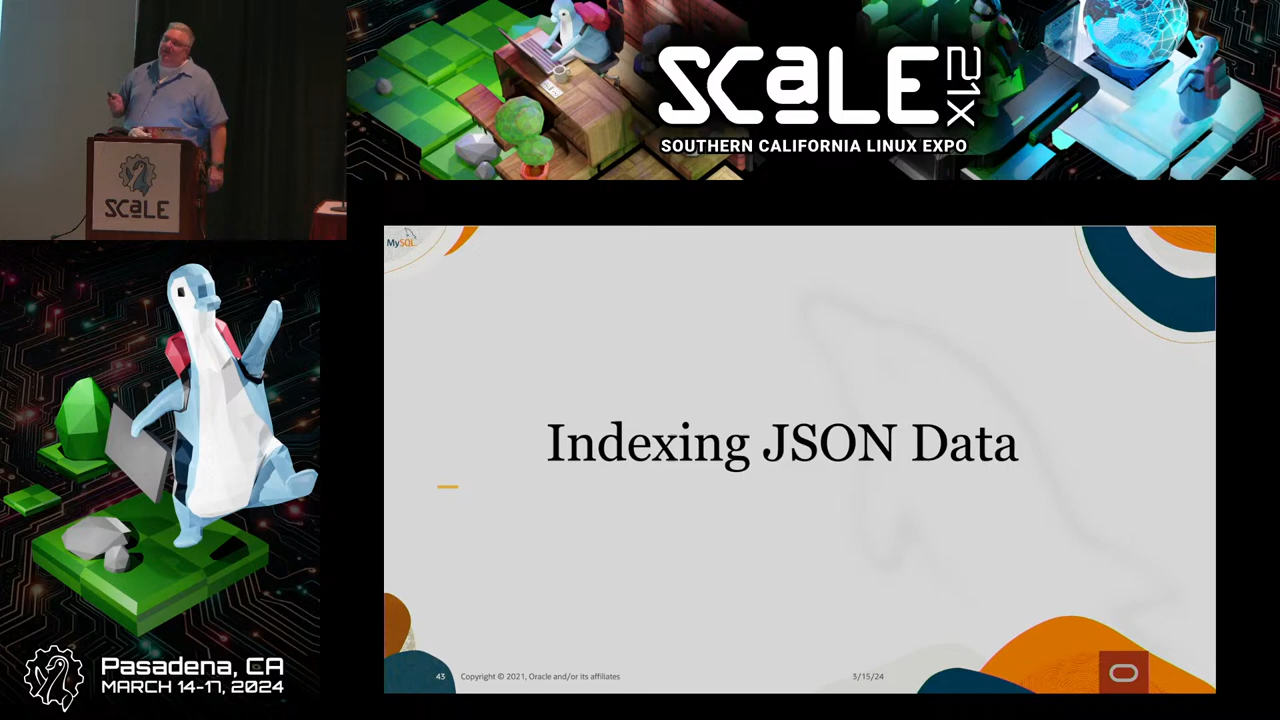 SCaLE
21X
SOUTHERN CALIFORNIA LINUX EXPO
SCaLE
MySQL
Indexing JSON Data
43
Copyright © 2021, Oracle and/or its affiliates
3/15/24
Pasadena, CA
MARCH 14-17, 2024